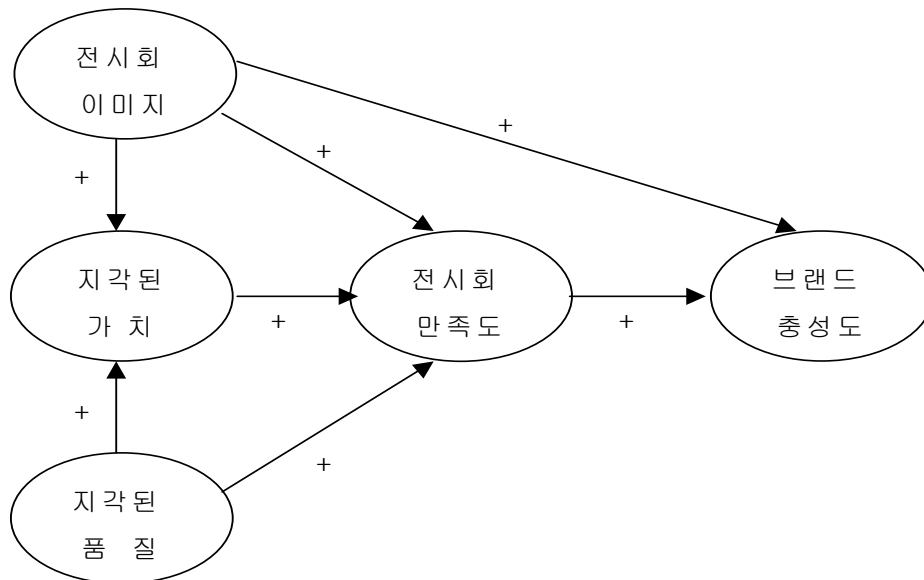 전시회
이미지
+
+
+
지각된
가 치
전시회
만족도
브랜드
충성도
+
+
+
+
지각된
품 질